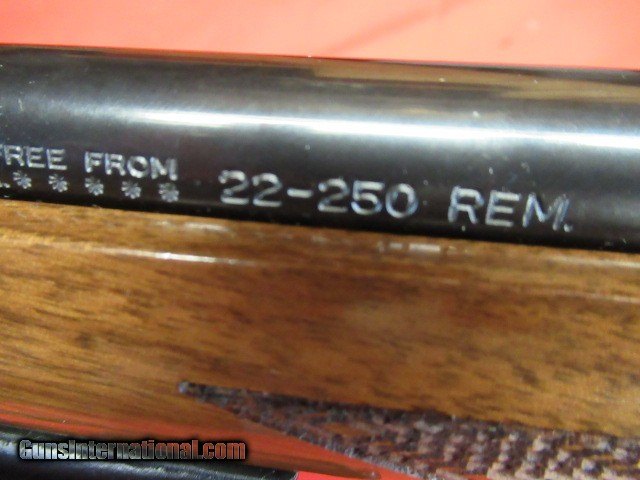 FREE FROM
* * * * * * 22-250 REM.
GunsInternational.com